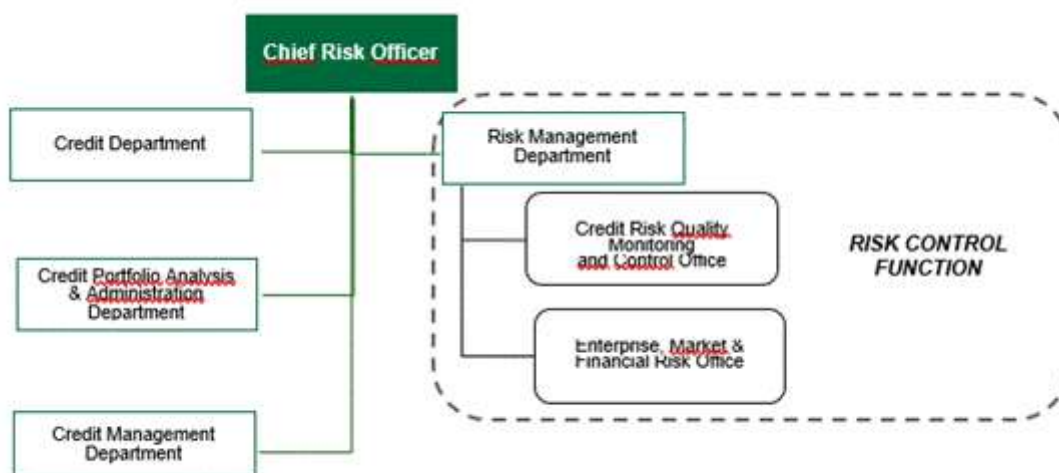 Chief Risk Officer
Credit Department
Risk Management
Department
Credit Risk Quality
Monitoring
and Control Office
RISK CONTROL
FUNCTION
Credit Portfolio Analysis
& Administration
Department
Enterprise, Market &
Financial Risk Office
Credit Management
Department